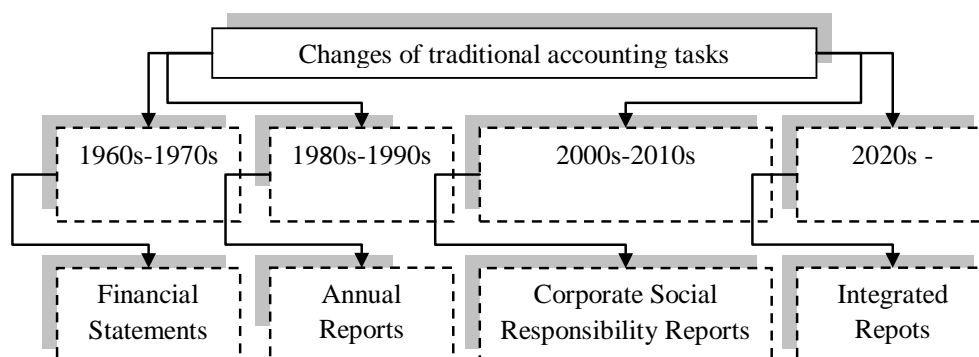 Changes of traditional accounting tasks
1960s-1970s
1980s-1990s
2000s-2010s
2020s -
Financial
Statements
Annual
Reports
Corporate Social
Responsibility Reports
Integrated
Repots